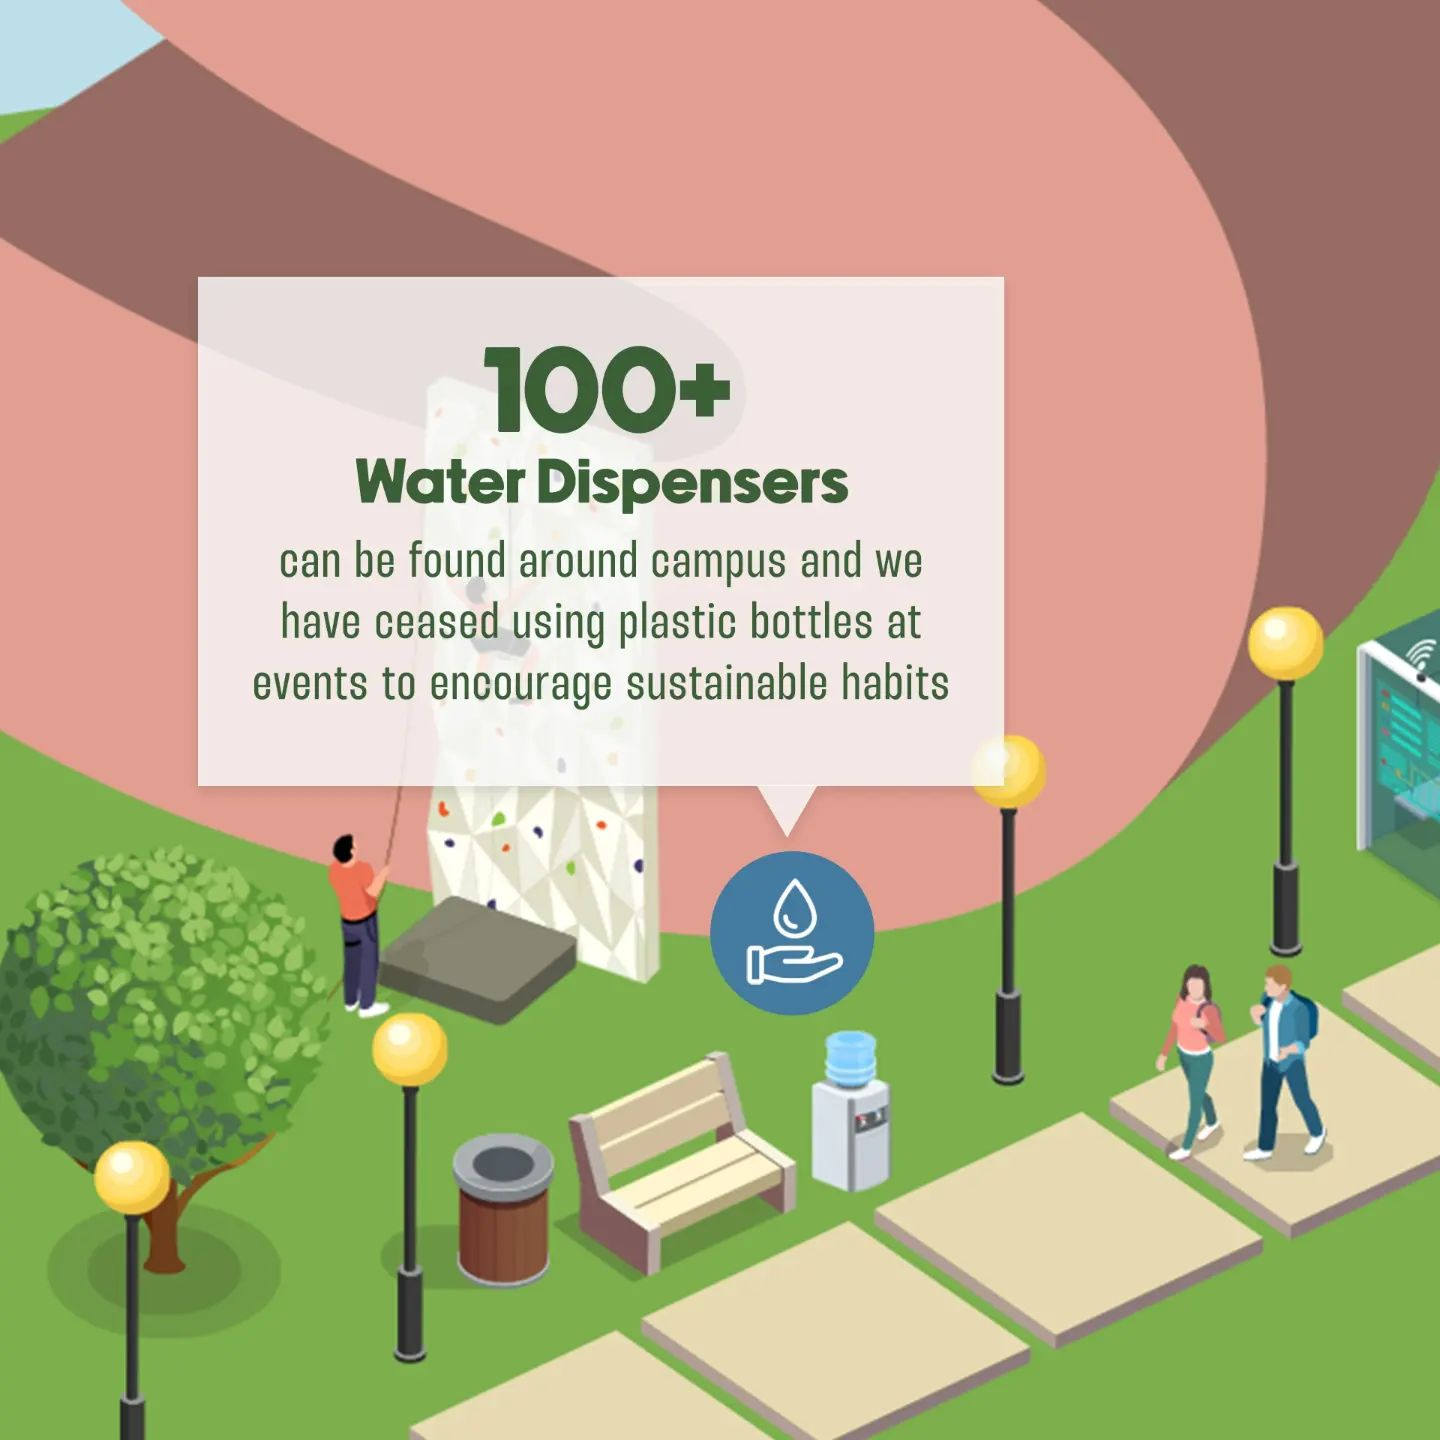 100+
Water Dispensers
can be found around campus and we
have ceased using plastic bottles at
events to encourage sustainable habits